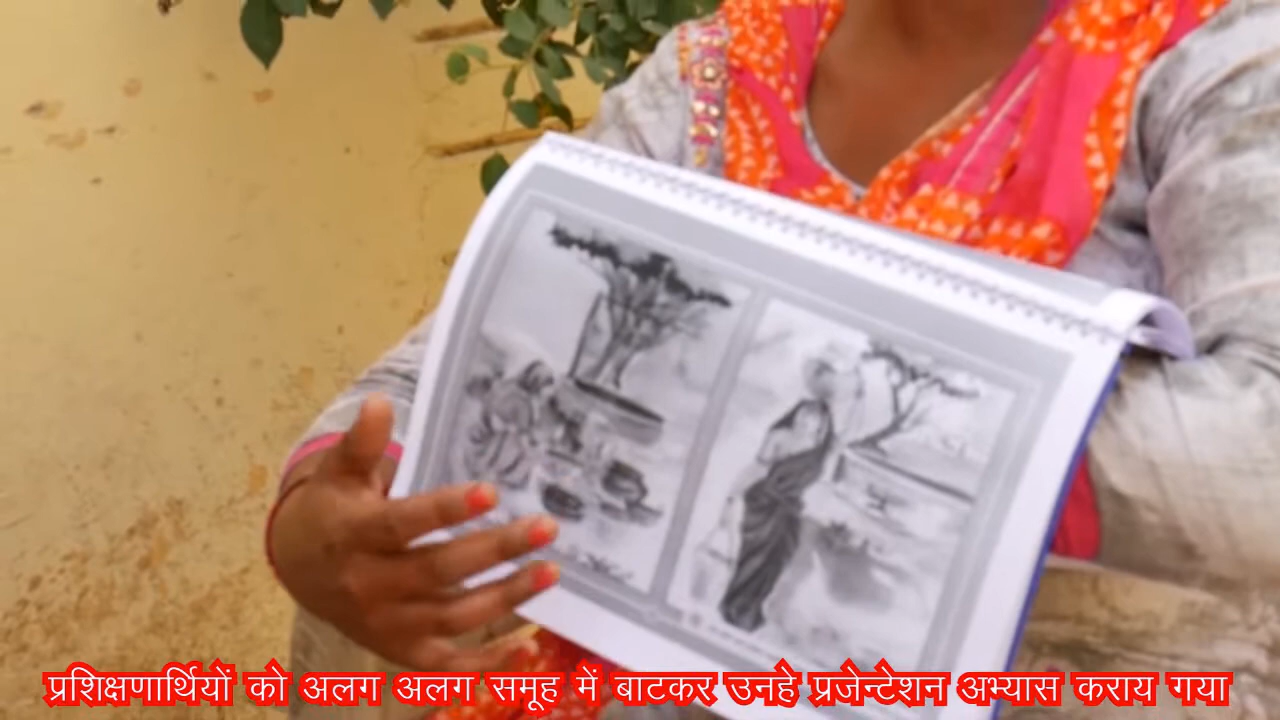 प्रशिक्षणार्थियों को अलग अलग समूह में बाटकर उनहे प्रजेन्टेशन अभ्यास कराय गया